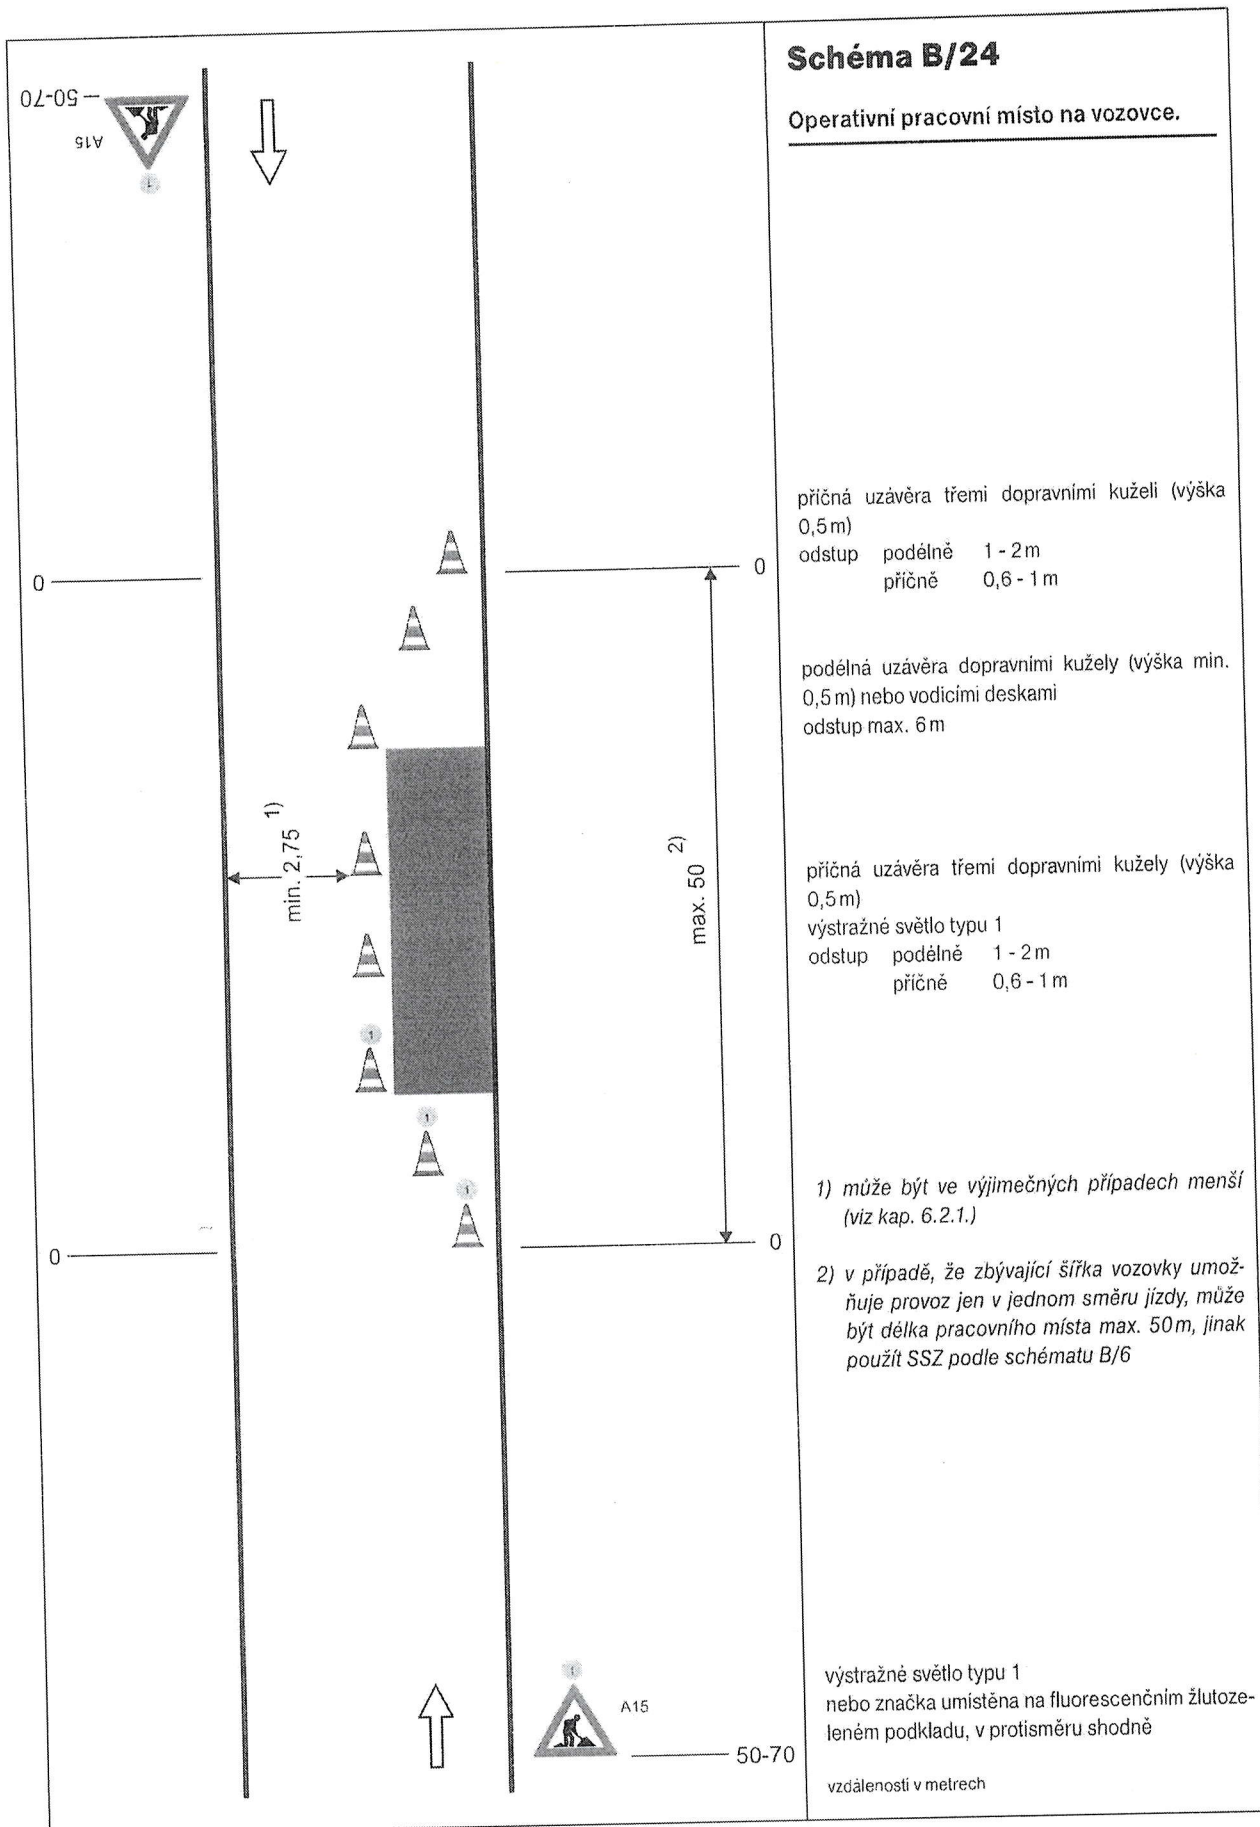 Schéma B/24
Operativní pracovní místo na vozovce.
50-70
A15
1
příčná uzávěra třemi dopravními kuželi (výška
0,5 m)
odstup podélně 1 - 2 m
příčně 0,6 - 1 m
0
0
podélná uzávěra dopravními kužely (výška min.
0,5 m) nebo vodicími deskami
odstup max. 6 m
min. 2,75 1)
max. 50 2)
příčná uzávěra třemi dopravními kužely (výška
0,5 m)
výstražné světlo typu 1
odstup podélně 1 - 2 m
příčně 0,6 - 1 m
1
1
1
0
0
1) může být ve výjimečných případech menší
(viz kap. 6.2.1.)
2) v případě, že zbývající šířka vozovky umož-
ňuje provoz jen v jednom směru jízdy, může
být délka pracovního místa max. 50 m, jinak
použít SSZ podle schématu B/6
1
A15
50-70
výstražné světlo typu 1
nebo značka umístěna na fluorescenčním žlutoze-
leném podkladu, v protisměru shodně
vzdálenosti v metrech